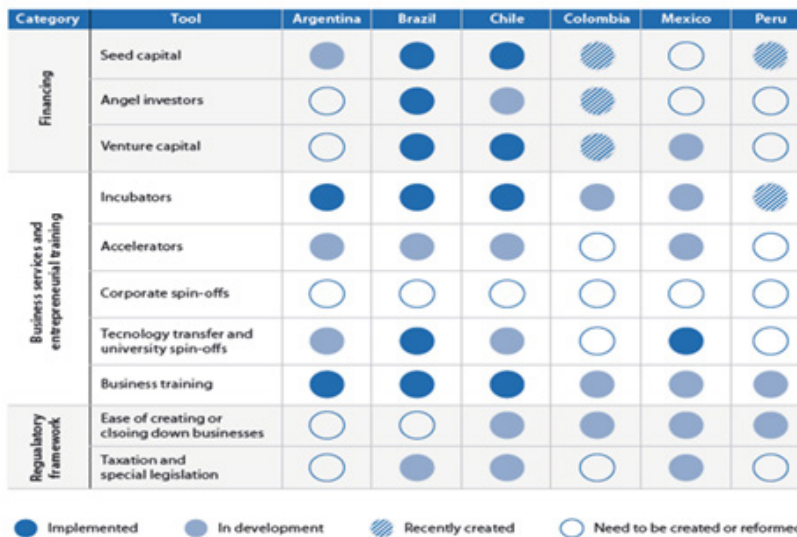 Category Tool Argentina Brazil Chile Colombia Mexico Peru
Financing
Seed capital
Angel investors
Venture capital
Business services and
entrepreneurial training
Incubators
Accelerators
Corporate spin-offs
Tecnology transfer and
university spin-offs
Business training
Regualatory
framework
Ease of creating or
clsoing down businesses
Taxation and
special legislation
Implemented In development Recently created Need to be created or reformed